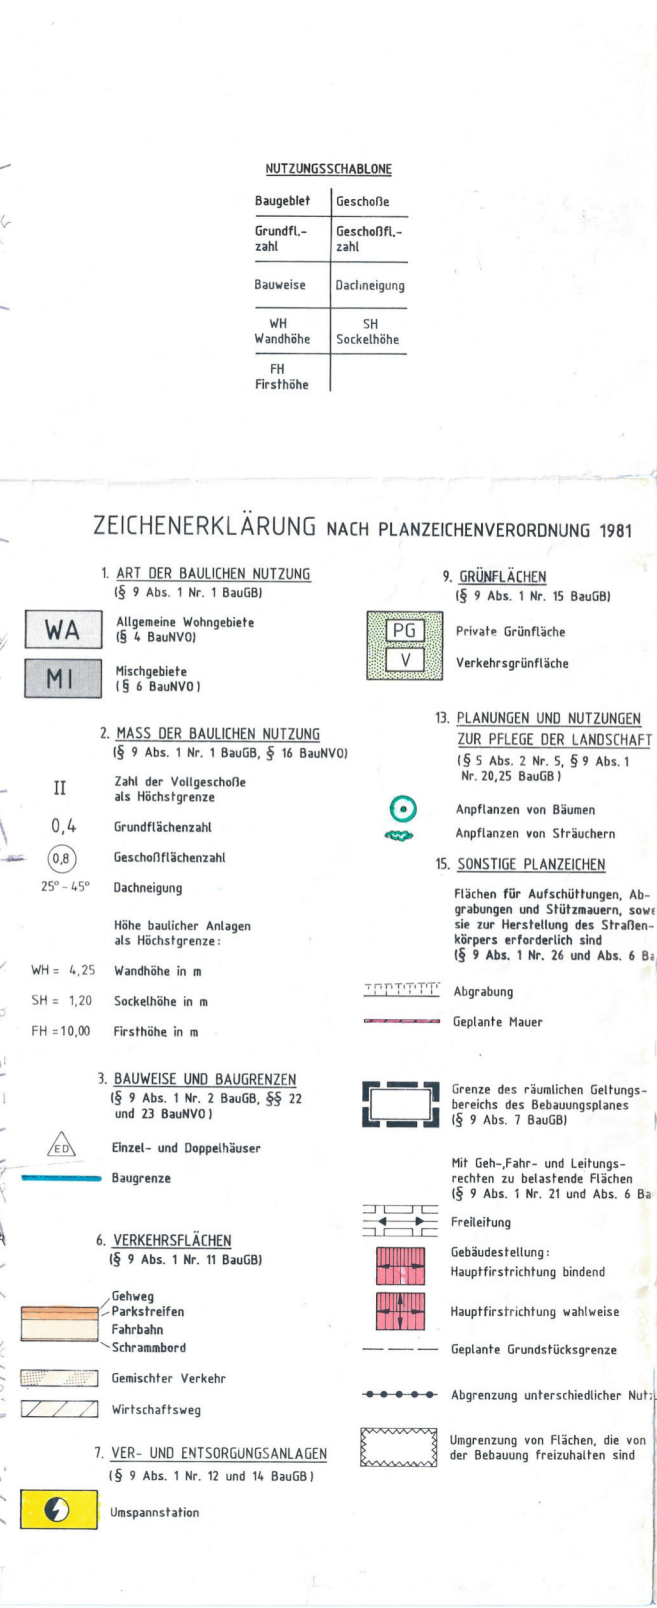 NUTZUNGSSCHABLONE
Baugebiet Geschoße
Grundfl.- Geschoßfl.-
zahl zahl
Bauweise Dachneigung
WH SH
Wandhöhe Sockelhöhe
FH
Firsthöhe
ZEICHENERKLÄRUNG NACH PLANZEICHENVERORDNUNG 1981
1. ART DER BAULICHEN NUTZUNG
(§ 9 Abs. 1 Nr. 1 BauGB)
WA Allgemeine Wohngebiete
(§ 4 BauNVO)
MI Mischgebiete
(§ 6 BauNVO)
2. MASS DER BAULICHEN NUTZUNG
(§ 9 Abs. 1 Nr. 1 BauGB, § 16 BauNVO)
II Zahl der Vollgeschoße
als Höchstgrenze
0,4 Grundflächenzahl
0,8 Geschoßflächenzahl
25° - 45° Dachneigung
Höhe baulicher Anlagen
als Höchstgrenze:
WH = 4,25 Wandhöhe in m
SH = 1,20 Sockelhöhe in m
FH = 10,00 Firsthöhe in m
3. BAUWEISE UND BAUGRENZEN
(§ 9 Abs. 1 Nr. 2 BauGB, §§ 22
und 23 BauNVO)
ED Einzel- und Doppelhäuser
Baugrenze
6. VERKEHRSFLÄCHEN
(§ 9 Abs. 1 Nr. 11 BauGB)
Gehweg
Parkstreifen
Fahrbahn
Schrammbord
Gemischter Verkehr
Wirtschaftsweg
7. VER- UND ENTSORGUNGSANLAGEN
(§ 9 Abs. 1 Nr. 12 und 14 BauGB)
Umspannstation
9. GRÜNFLÄCHEN
(§ 9 Abs. 1 Nr. 15 BauGB)
PG Private Grünfläche
V Verkehrsgrünfläche
13. PLANUNGEN UND NUTZUNGEN
ZUR PFLEGE DER LANDSCHAFT
(§ 5 Abs. 2 Nr. 5, § 9 Abs. 1
Nr. 20,25 BauGB)
Anpflanzen von Bäumen
Anpflanzen von Sträuchern
15. SONSTIGE PLANZEICHEN
Flächen für Aufschüttungen, Ab-
grabungen und Stützmauern, sowe
sie zur Herstellung des Straßen-
körpers erforderlich sind
(§ 9 Abs. 1 Nr. 26 und Abs. 6 Ba
Abgrabung
Geplante Mauer
Grenze des räumlichen Geltungs-
bereichs des Bebauungsplanes
(§ 9 Abs. 7 BauGB)
Mit Geh-,Fahr- und Leitungs-
rechten zu belastende Flächen
(§ 9 Abs. 1 Nr. 21 und Abs. 6 Ba
Freileitung
Gebäudestellung:
Hauptfirstrichtung bindend
Hauptfirstrichtung wahlweise
Geplante Grundstücksgrenze
Abgrenzung unterschiedlicher Nutz
Umgrenzung von Flächen, die von
der Bebauung freizuhalten sind